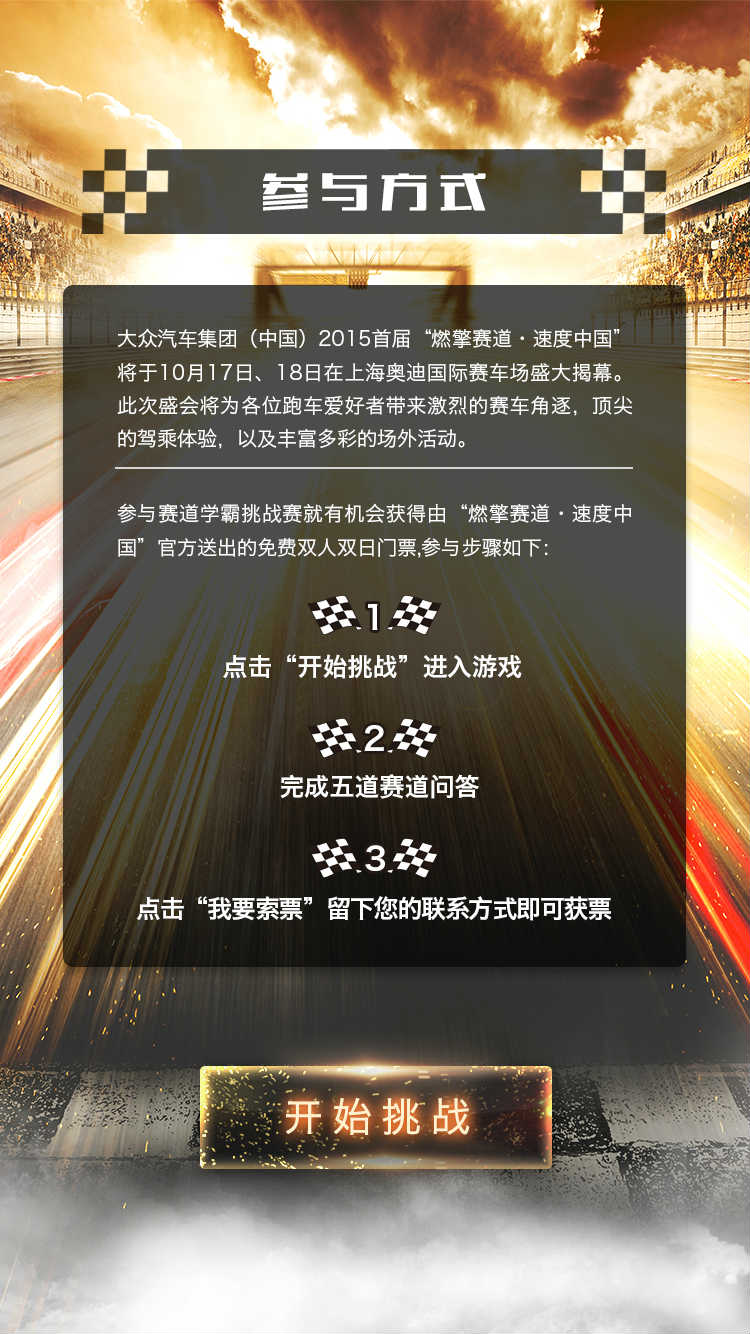 参与方式
大众汽车集团（中国）2015首届“燃擎赛道·速度中国”
将于10月17日、18日在上海奥迪国际赛车场盛大揭幕。
此次盛会将为各位跑车爱好者带来激烈的赛车角逐，顶尖
的驾乘体验，以及丰富多彩的场外活动。
参与赛道学霸挑战赛就有机会获得由“燃擎赛道·速度中
国”官方送出的免费双人双日门票,参与步骤如下：
1
点击“开始挑战”进入游戏
2
完成五道赛道问答
3
点击“我要索票”留下您的联系方式即可获票
开始挑战